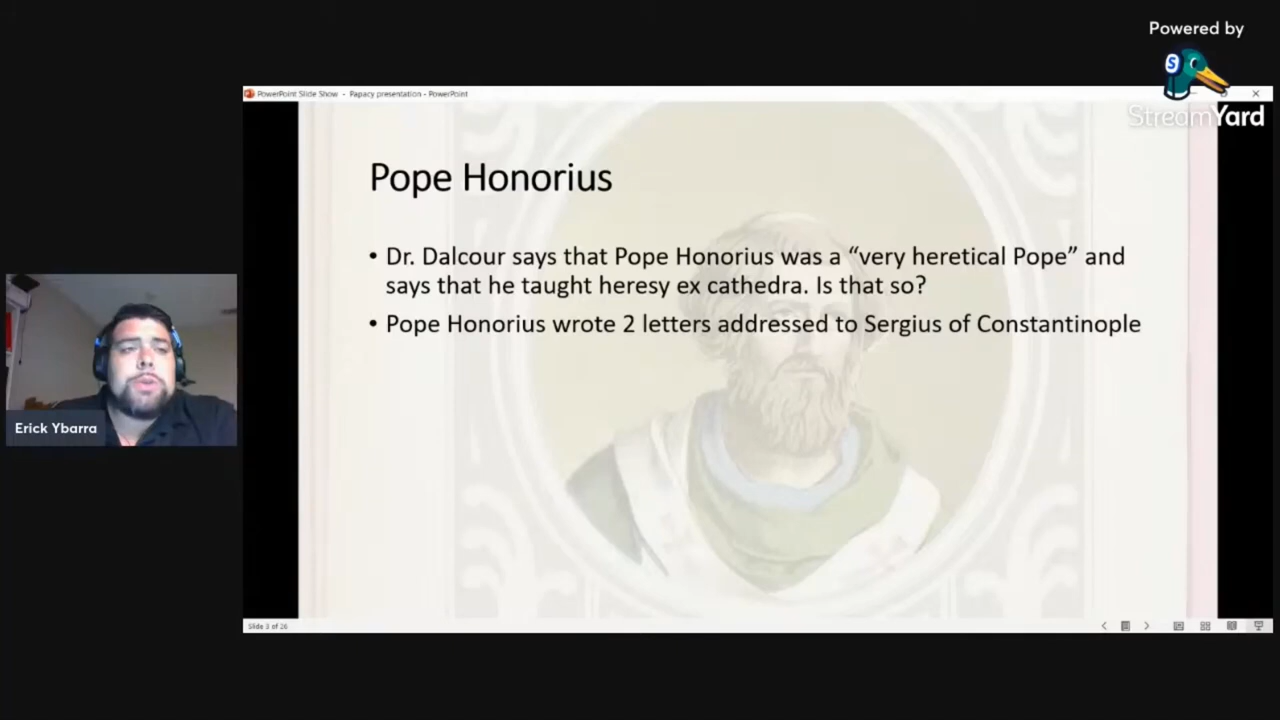 Powered by
S
StreamYard
PowerPoint Slide Show - Papacy presentation - PowerPoint
Pope Honorius
• Dr. Dalcour says that Pope Honorius was a “very heretical Pope” and
says that he taught heresy ex cathedra. Is that so?
• Pope Honorius wrote 2 letters addressed to Sergius of Constantinople
Erick Ybarra
Slide 3 of 26